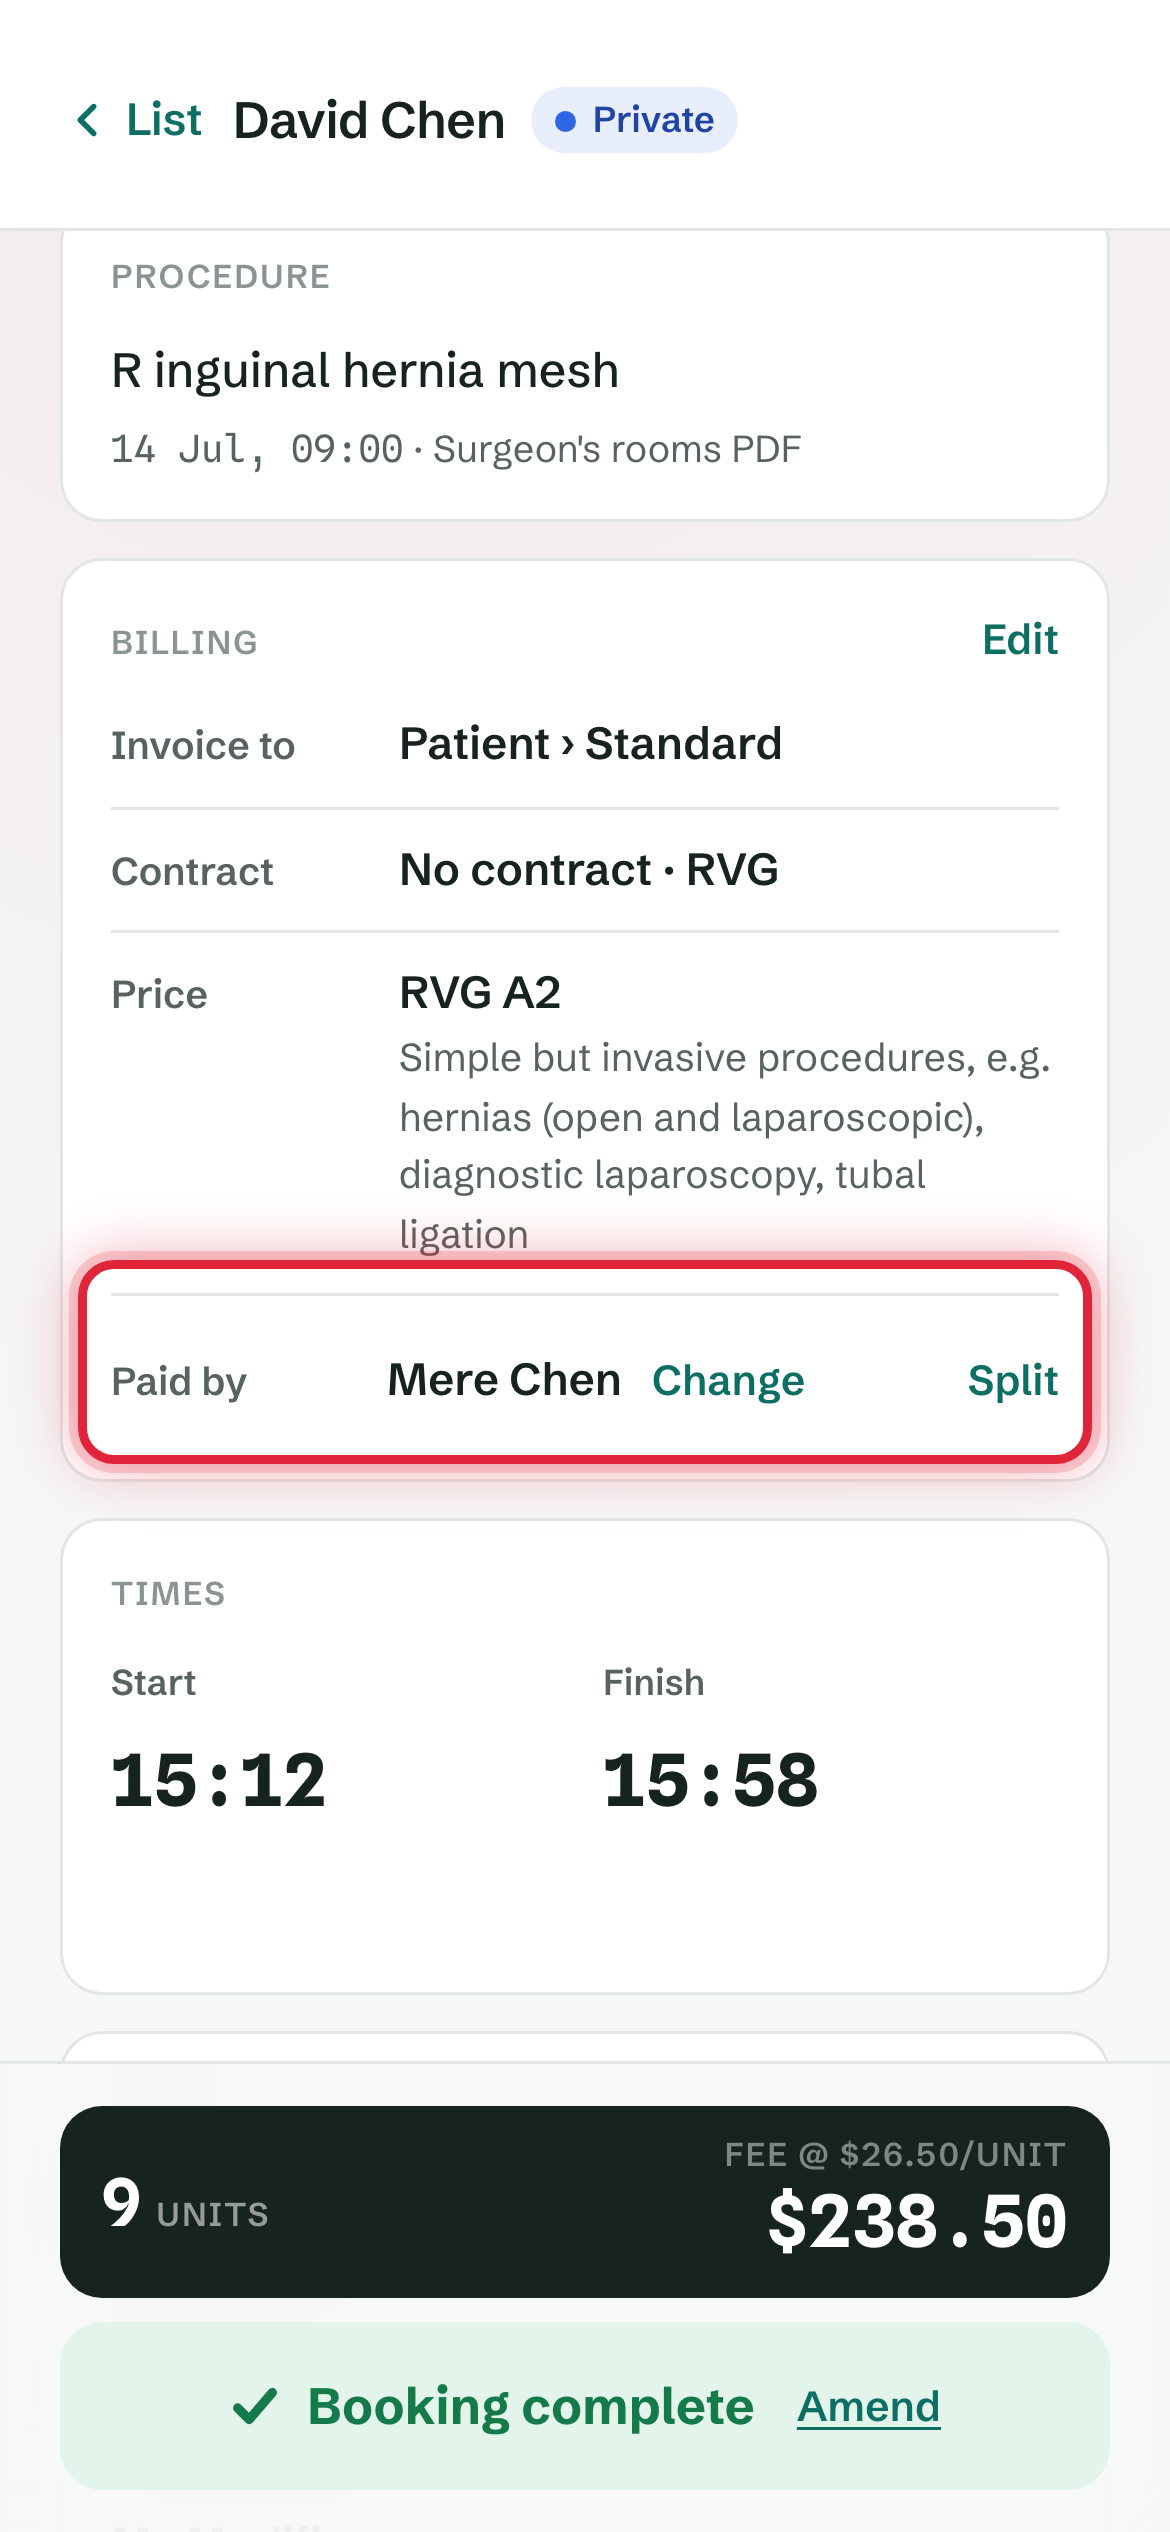 List David Chen Private
PROCEDURE
R inguinal hernia mesh
14 Jul, 09:00 · Surgeon's rooms PDF
BILLING Edit
Invoice to Patient › Standard
Contract No contract · RVG
Price RVG A2
Simple but invasive procedures, e.g.
hernias (open and laparoscopic),
diagnostic laparoscopy, tubal
ligation
Paid by Mere Chen Change Split
TIMES
Start Finish
15:12 15:58
FEE @ $26.50/UNIT
9 UNITS $238.50
Booking complete Amend